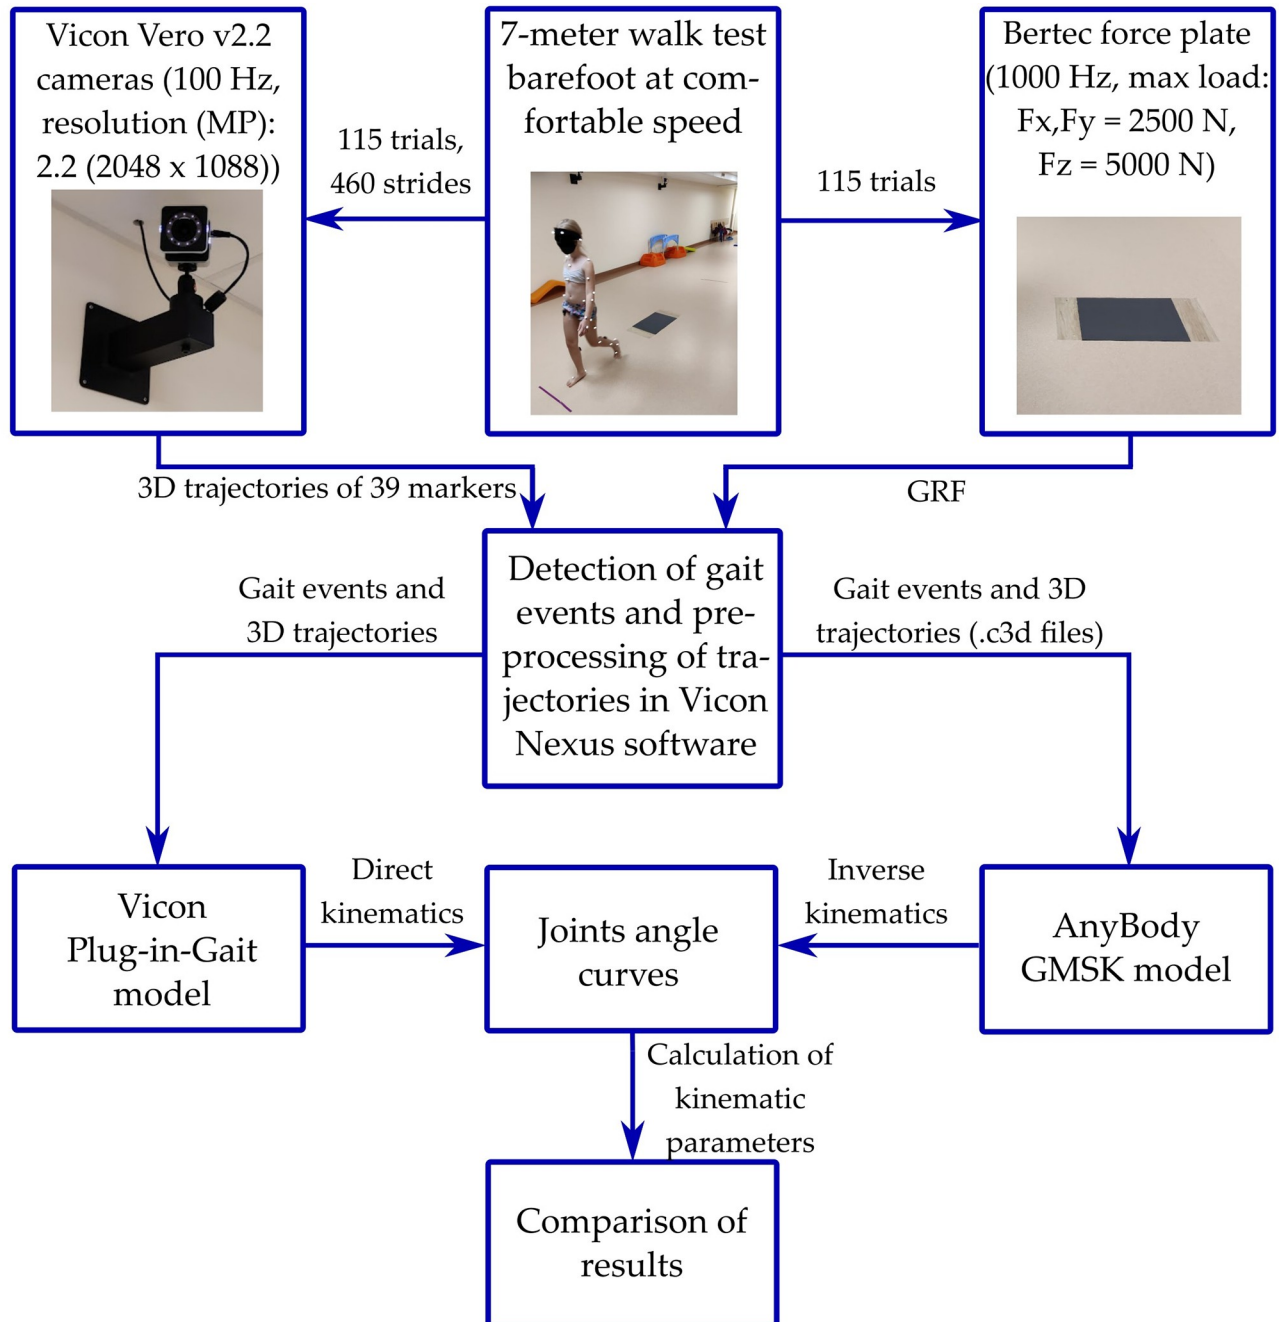 Vicon Vero v2.2
cameras (100 Hz,
resolution (MP):
2.2 (2048 x 1088))
115 trials,
460 strides
7-meter walk test
barefoot at com-
fortable speed
115 trials
Bertec force plate
(1000 Hz, max load:
Fx,Fy = 2500 N,
Fz = 5000 N)
3D trajectories of 39 markers
GRF
Gait events and
3D trajectories
Detection of gait
events and pre-
processing of tra-
jectories in Vicon
Nexus software
Gait events and 3D
trajectories (.c3d files)
Vicon
Plug-in-Gait
model
Direct
kinematics
Joints angle
curves
Inverse
kinematics
AnyBody
GMSK model
Calculation of
kinematic
parameters
Comparison of
results